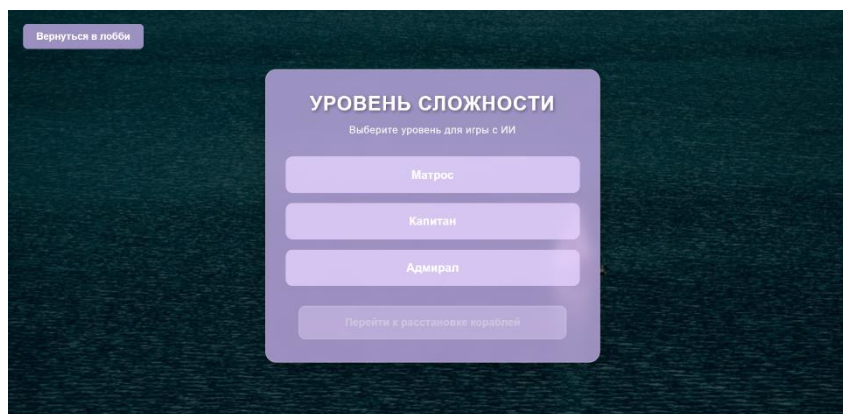 Вернуться в лобби
УРОВЕНЬ СЛОЖНОСТИ
Выберите уровень для игры с ИИ
Матрос
Капитан
Адмирал
Перейти к расстановке кораблей